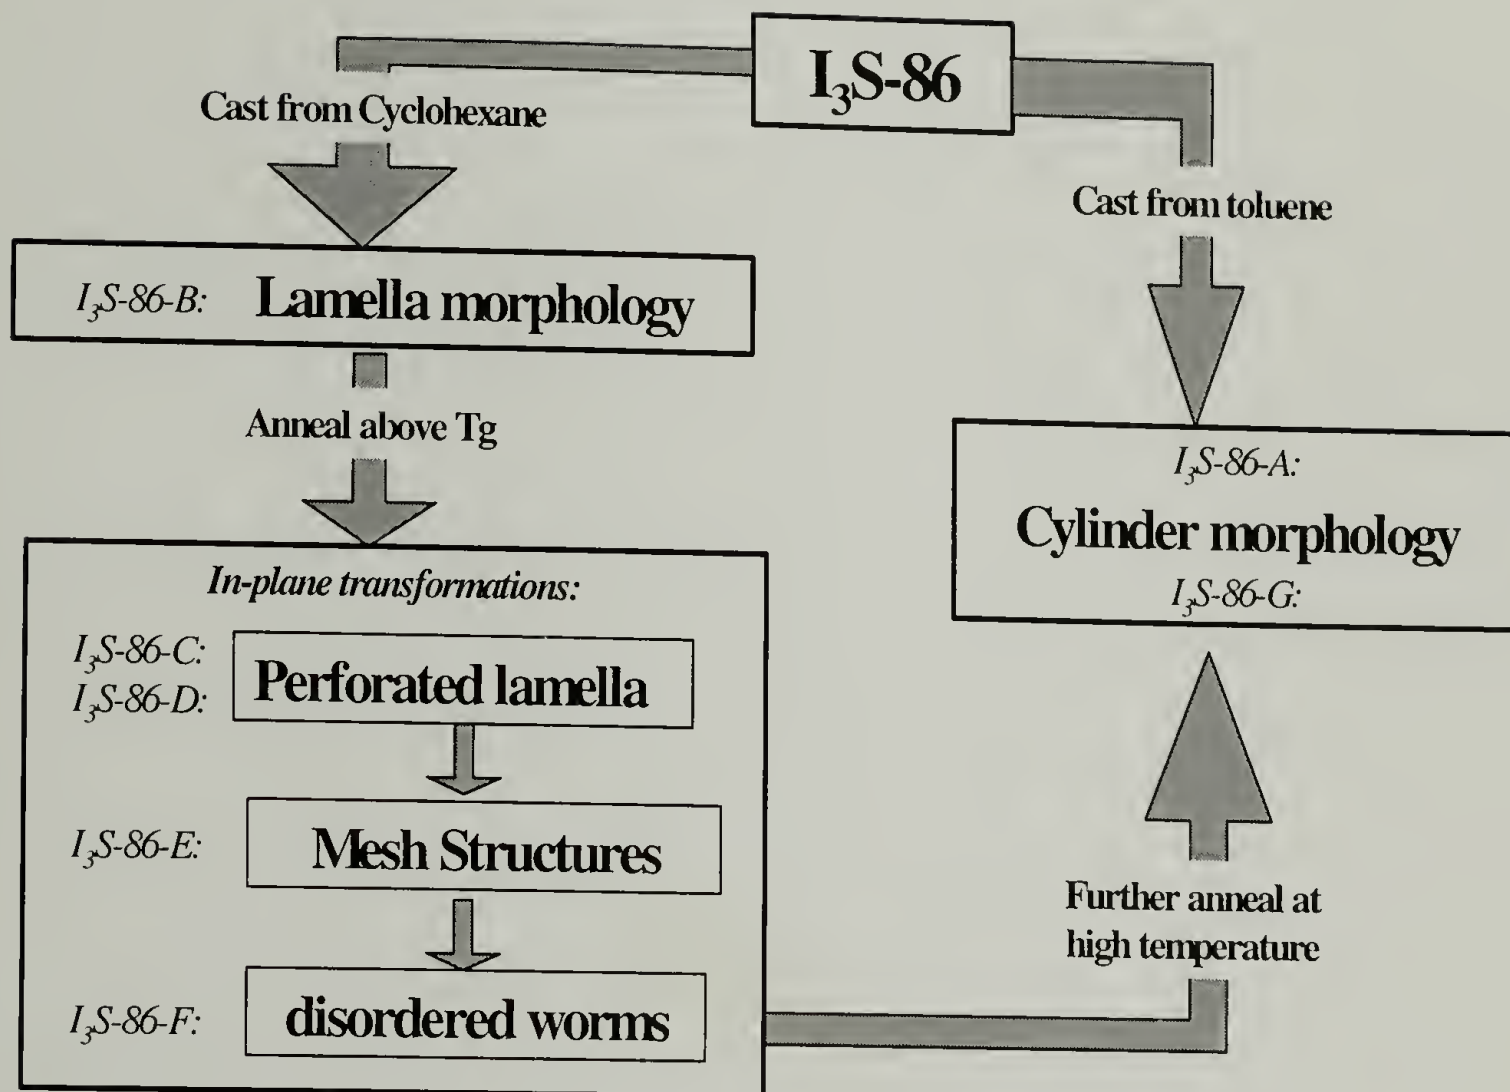 I₃S-86
Cast from Cyclohexane
Cast from toluene
I₃S-86-B: Lamella morphology
Anneal above Tg
I₃S-86-A:
Cylinder morphology
I₃S-86-G:
In-plane transformations:
I₃S-86-C:
I₃S-86-D:
Perforated lamella
I₃S-86-E: Mesh Structures
I₃S-86-F: disordered worms
Further anneal at
high temperature